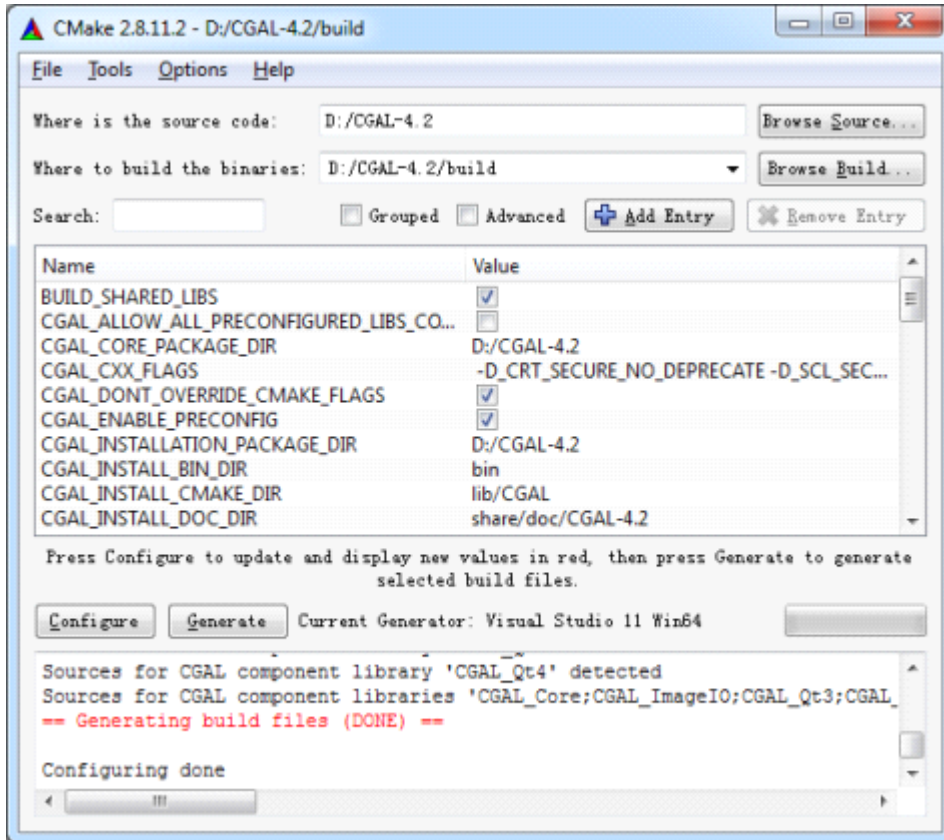 CMake 2.8.11.2 - D:/CGAL-4.2/build
File Tools Options Help
Where is the source code: D:/CGAL-4.2 Browse Source...
Where to build the binaries: D:/CGAL-4.2/build Browse Build...
Search: Grouped Advanced Add Entry Remove Entry
Name Value
BUILD_SHARED_LIBS
CGAL_ALLOW_ALL_PRECONFIGURED_LIBS_CO...
CGAL_CORE_PACKAGE_DIR D:/CGAL-4.2
CGAL_CXX_FLAGS -D_CRT_SECURE_NO_DEPRECATE -D_SCL_SEC...
CGAL_DONT_OVERRIDE_CMAKE_FLAGS
CGAL_ENABLE_PRECONFIG
CGAL_INSTALLATION_PACKAGE_DIR D:/CGAL-4.2
CGAL_INSTALL_BIN_DIR bin
CGAL_INSTALL_CMAKE_DIR lib/CGAL
CGAL_INSTALL_DOC_DIR share/doc/CGAL-4.2
Press Configure to update and display new values in red, then press Generate to generate
selected build files.
Configure Generate Current Generator: Visual Studio 11 Win64
Sources for CGAL component library 'CGAL_Qt4' detected
Sources for CGAL component libraries 'CGAL_Core;CGAL_ImageIO;CGAL_Qt3;CGAL_
== Generating build files (DONE) ==
Configuring done